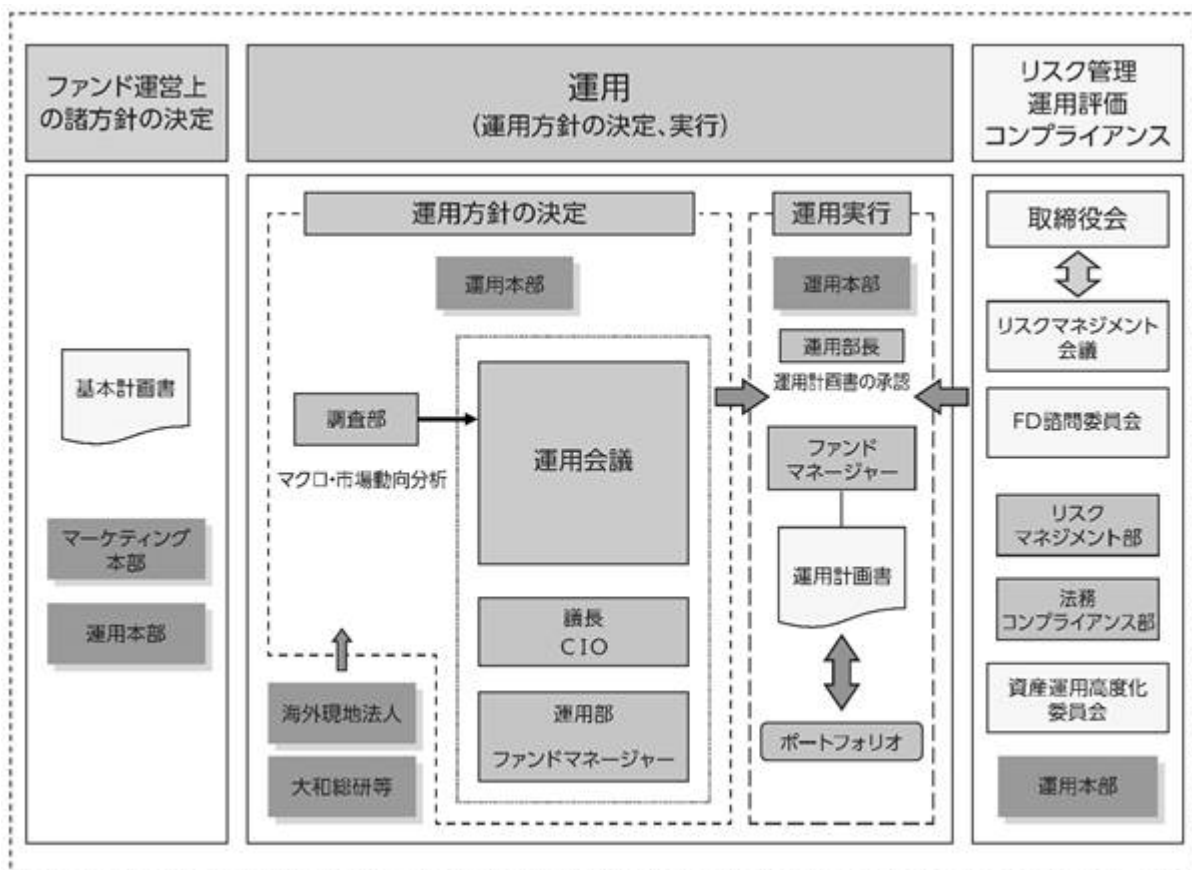 ファンド運営上
の諸方針の決定
運用
(運用方針の決定、実行)
リスク管理
運用評価
コンプライアンス
基本計画書
マーケティング
本部
運用本部
運用方針の決定
運用本部
調査部
マクロ・市場動向分析
運用会議
議長
CIO
運用部
ファンドマネージャー
海外現地法人
大和総研等
運用実行
運用本部
運用部長
運用計画書の承認
ファンド
マネージャー
運用計画書
ポートフォリオ
取締役会
リスクマネジメント
会議
FD諮問委員会
リスク
マネジメント部
法務
コンプライアンス部
資産運用高度化
委員会
運用本部